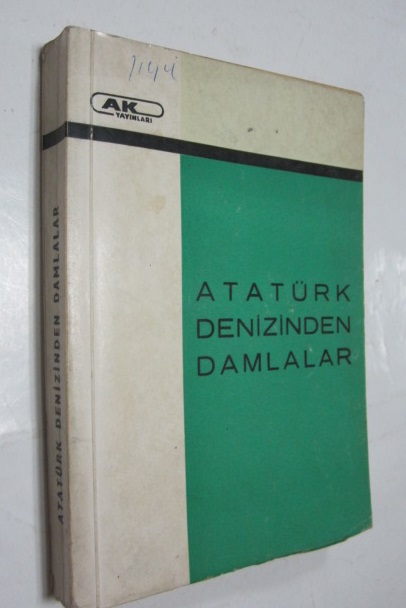 AK
YAYINLARI
ATATÜRK
DENİZİNDEN
DAMLALAR
ATATÜRK DENİZİNDEN DAMLALAR